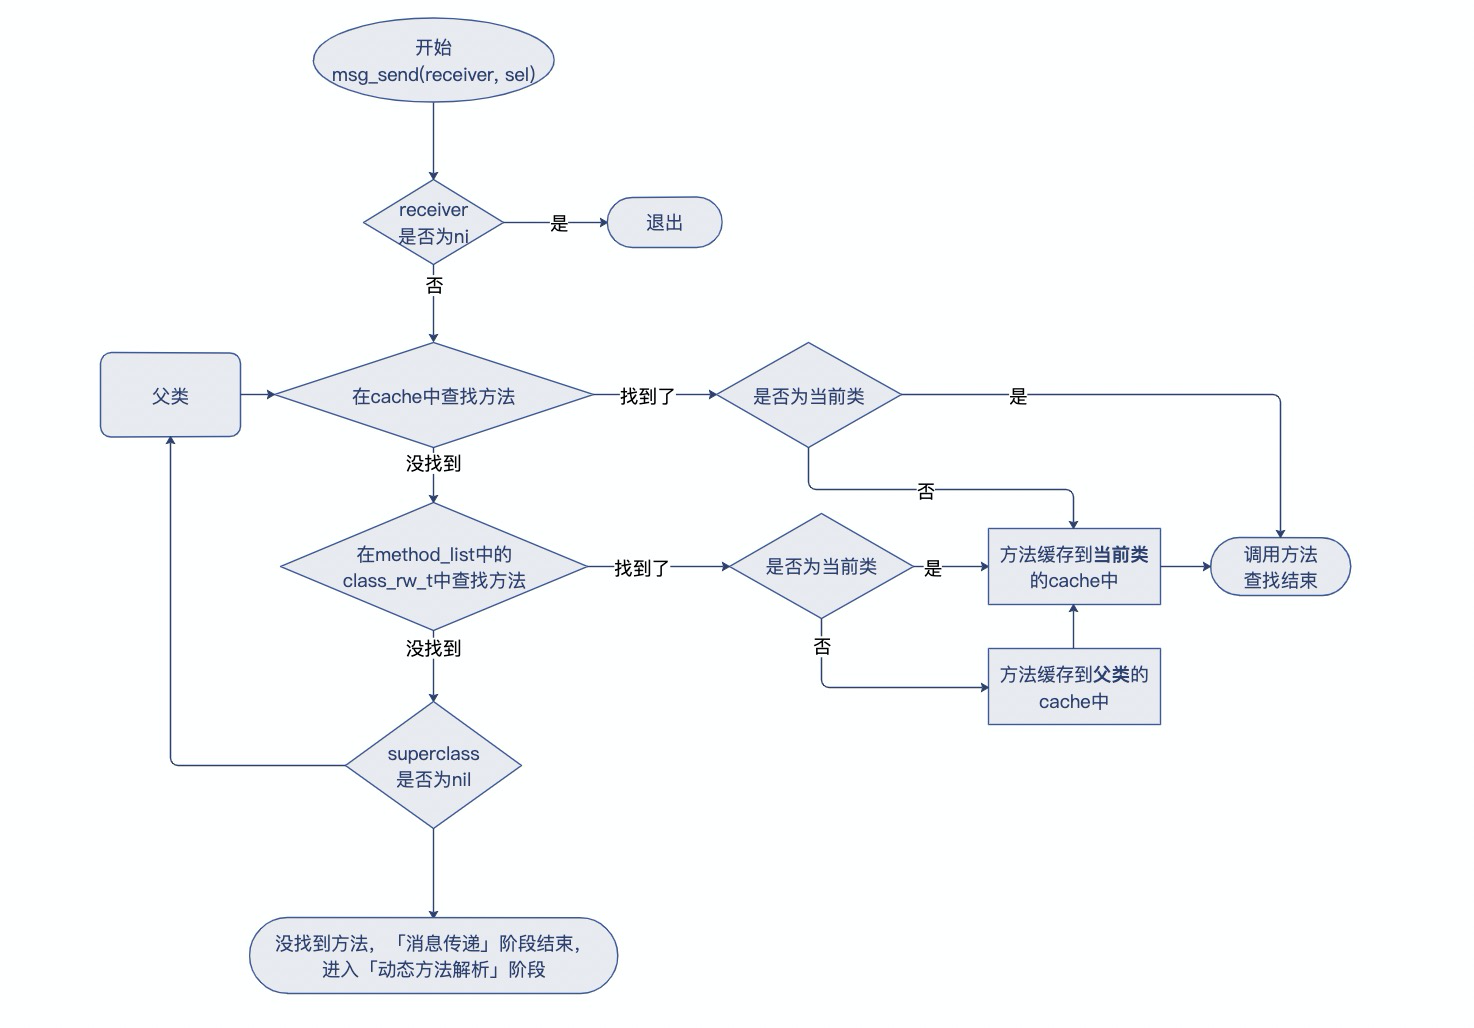 开始
msg_send(receiver, sel)
receiver
是否为ni
是
退出
否
父类
在cache中查找方法
找到了
是否为当前类
是
没找到
否
在method_list中的
class_rw_t中查找方法
找到了
是否为当前类
是
方法缓存到当前类
的cache中
调用方法
查找结束
没找到
否
方法缓存到父类的
cache中
superclass
是否为nil
没找到方法，「消息传递」阶段结束，
进入「动态方法解析」阶段